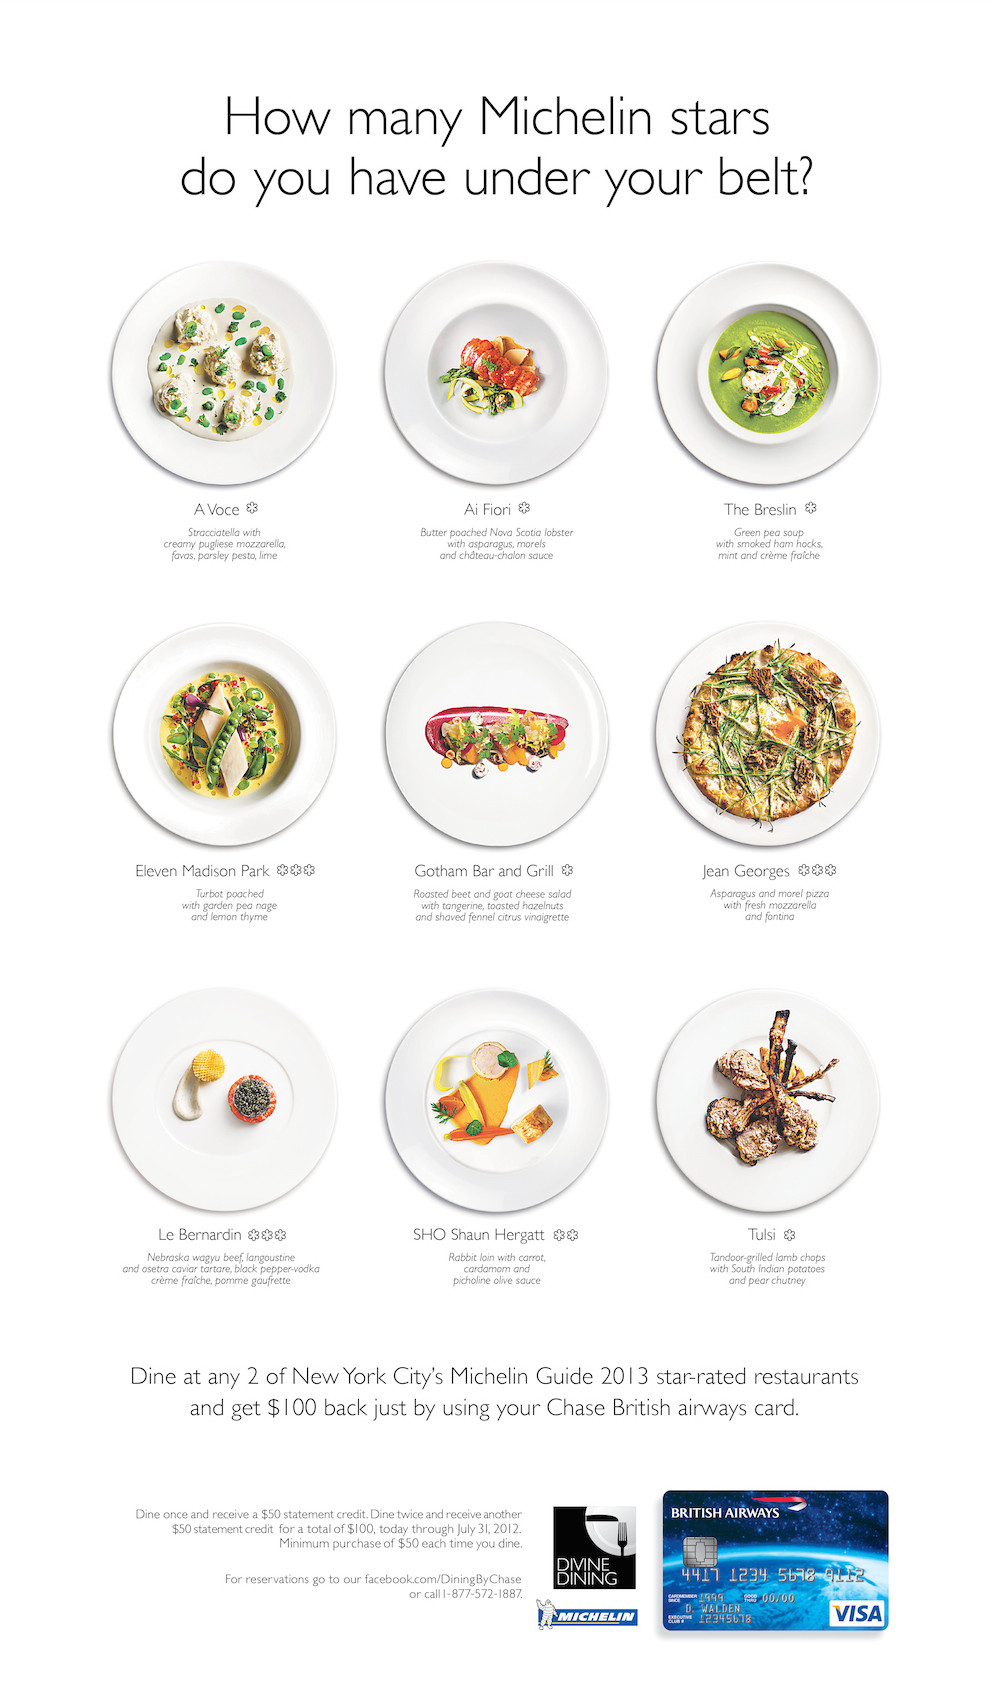 How many Michelin stars
do you have under your belt?
A Voce
Stracciatella with
creamy pugliese mozzarella,
favas, parsley pesto, lime
Ai Fiori
Butter poached Nova Scotia lobster
with asparagus, morels
and château-chalon sauce
The Breslin
Green pea soup
with smoked ham hocks,
mint and crème fraîche
Eleven Madison Park
Turbot poached
with garden pea nage
and lemon thyme
Gotham Bar and Grill
Roasted beet and goat cheese salad
with tangerine, toasted hazelnuts
and shaved fennel citrus vinaigrette
Jean Georges
Asparagus and morel pizza
with fresh mozzarella
and fontina
Le Bernardin
Nebraska wagyu beef, langoustine
and osetra caviar tartare, black pepper-vodka
crème fraîche, pomme gaufrette
SHO Shaun Hergatt
Rabbit loin with carrot,
cardamom and
picholine olive sauce
Tulsi
Tandoor-grilled lamb chops
with South Indian potatoes
and pear chutney
Dine at any 2 of New York City's Michelin Guide 2013 star-rated restaurants
and get $100 back just by using your Chase British airways card.
Dine once and receive a $50 statement credit. Dine twice and receive another
$50 statement credit for a total of $100, today through July 31, 2012.
Minimum purchase of $50 each time you dine.
For reservations go to our facebook.com/DiningByChase
or call 1-877-572-1887.
DIVINE
DINING
MICHELIN
BRITISH AIRWAYS
4417 1234 5678 9112
CARDMEMBER
SINCE 1999 GOOD
THRU 00/00
D. WALDEN
EXECUTIVE
CLUB # 12345678
VISA